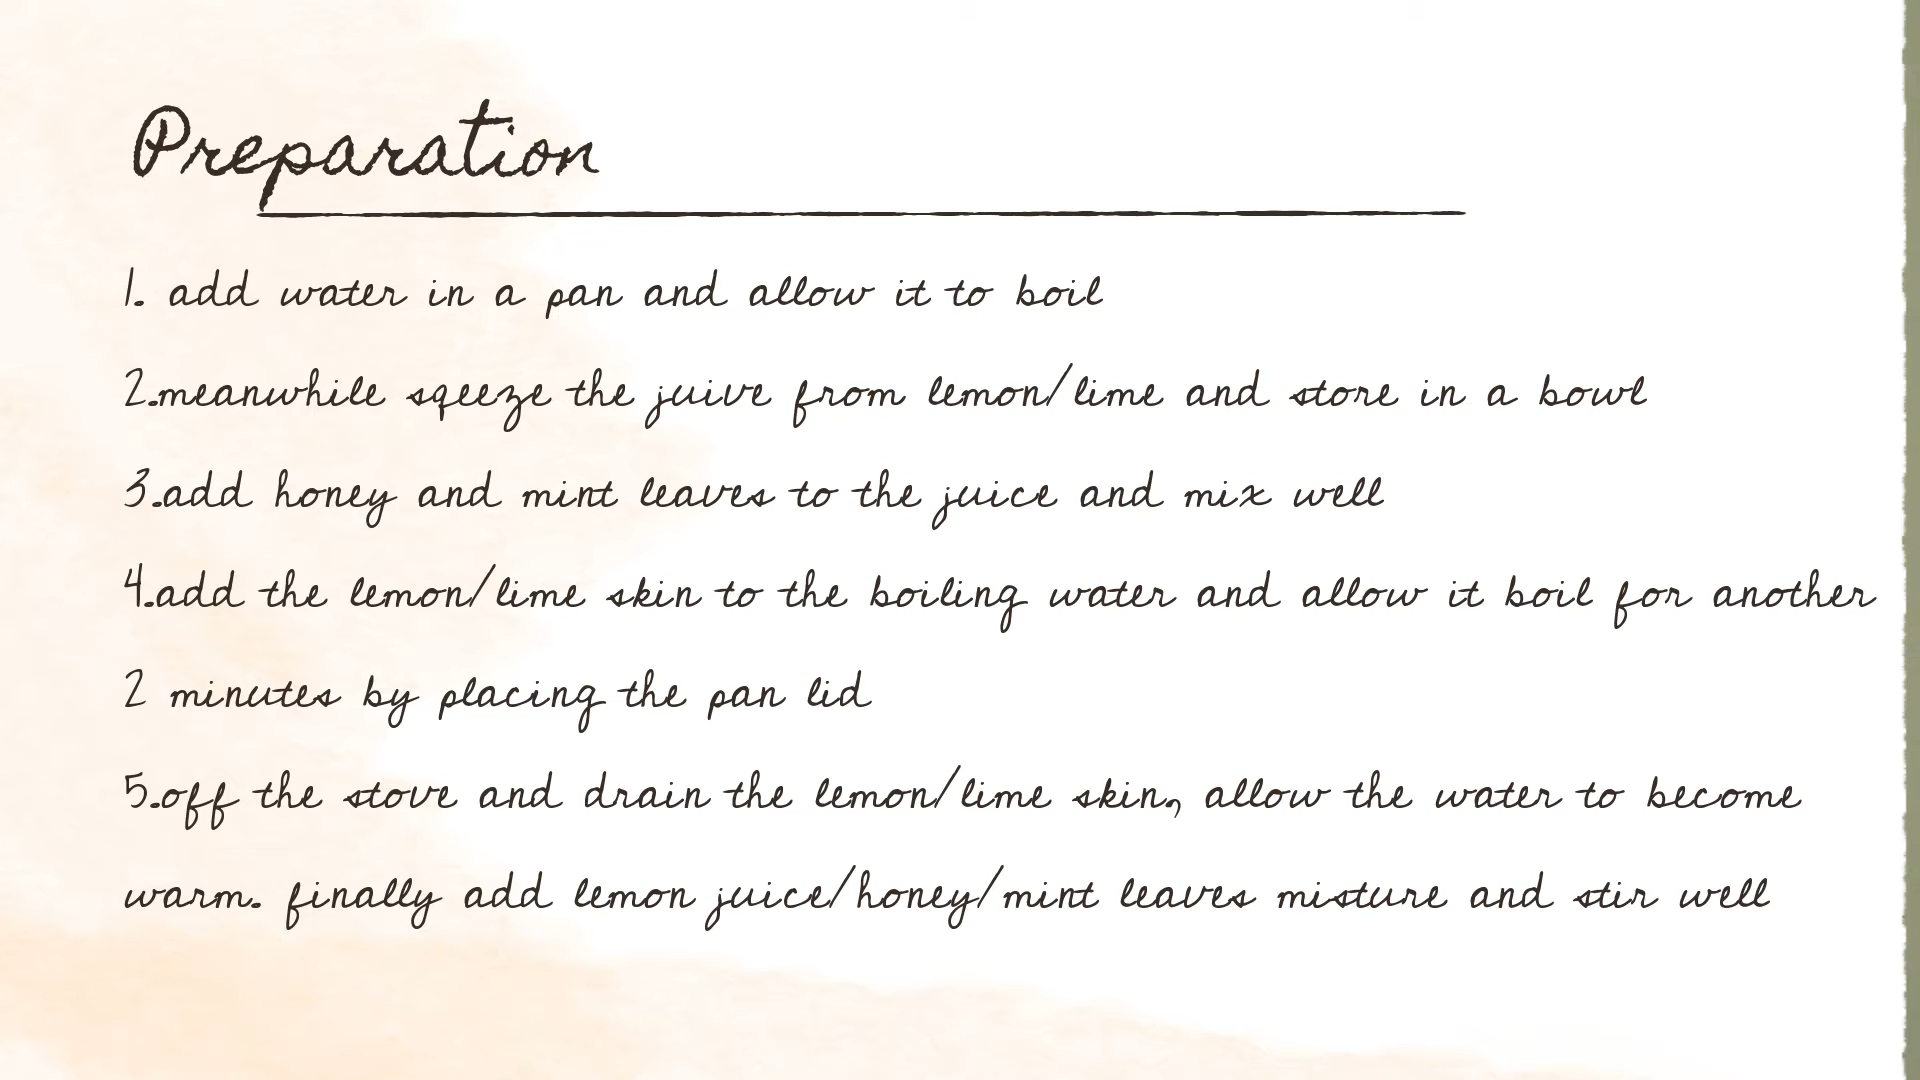 Preparation
1. add water in a pan and allow it to boil
2.meanwhile sqeeze the juive from lemon/lime and store in a bowl
3.add honey and mint leaves to the juice and mix well
4.add the lemon/lime skin to the boiling water and allow it boil for another
2 minutes by placing the pan lid
5.off the stove and drain the lemon/lime skin, allow the water to become
warm. finally add lemon juice/honey/mint leaves misture and stir well